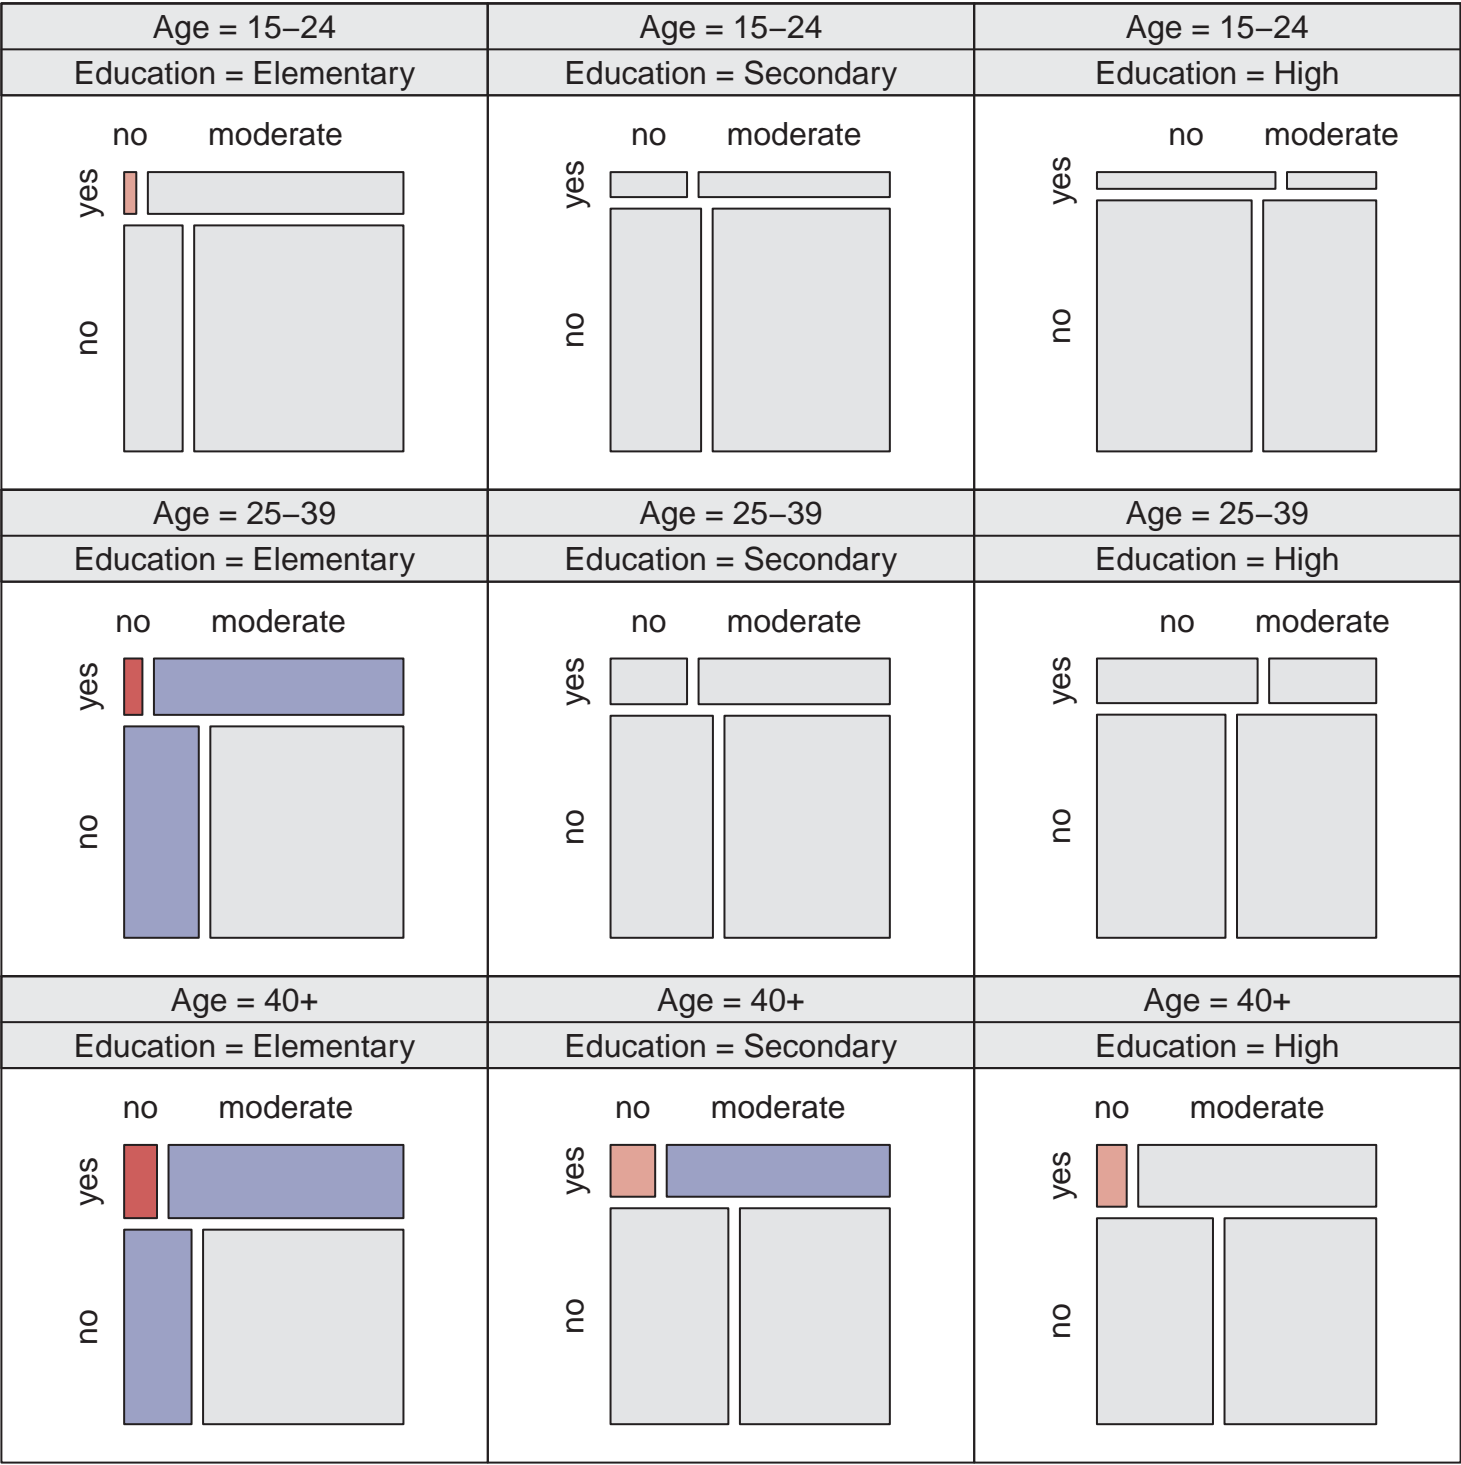 Age = 15–24
Education = Elementary
no moderate
yes
no
Age = 15–24
Education = Secondary
no moderate
yes
no
Age = 15–24
Education = High
no moderate
yes
no
Age = 25–39
Education = Elementary
no moderate
yes
no
Age = 25–39
Education = Secondary
no moderate
yes
no
Age = 25–39
Education = High
no moderate
yes
no
Age = 40+
Education = Elementary
no moderate
yes
no
Age = 40+
Education = Secondary
no moderate
yes
no
Age = 40+
Education = High
no moderate
yes
no